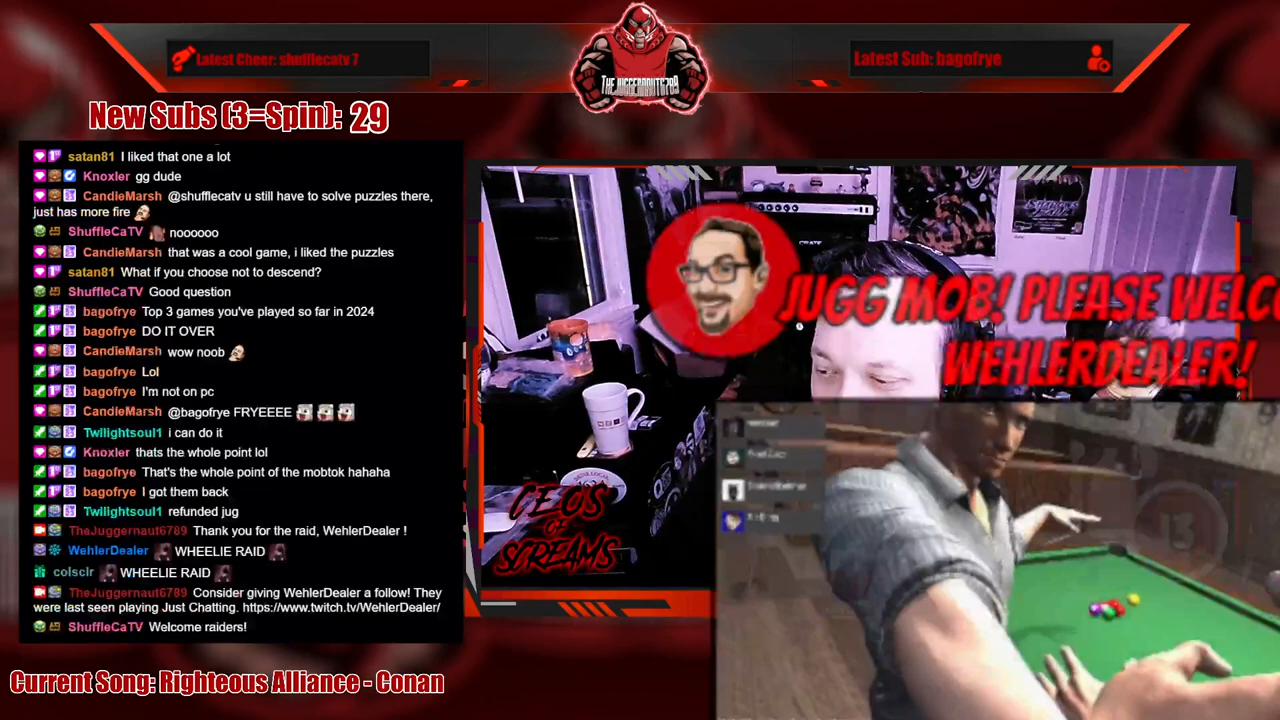 Latest Cheer: shufflecatv 7
THEJUGGERNAUT6789
Latest Sub: bagofrye
New Subs (3=Spin): 29
satan81 I liked that one a lot
Knoxler gg dude
CandieMarsh @shufflecatv u still have to solve puzzles there,
just has more fire
ShuffleCaTV noooooo
CandieMarsh that was a cool game, i liked the puzzles
satan81 What if you choose not to descend?
ShuffleCaTV Good question
bagofrye Top 3 games you've played so far in 2024
bagofrye DO IT OVER
CandieMarsh wow noob
bagofrye Lol
bagofrye I'm not on pc
CandieMarsh @bagofrye FRYEEEE
Twilightsoul1 i can do it
Knoxler thats the whole point lol
bagofrye That's the whole point of the mobtok hahaha
bagofrye I got them back
Twilightsoul1 refunded jug
TheJuggernaut6789 Thank you for the raid, WehlerDealer !
WehlerDealer WHEELIE RAID
colsclr WHEELIE RAID
TheJuggernaut6789 Consider giving WehlerDealer a follow! They
were last seen playing Just Chatting. https://www.twitch.tv/WehlerDealer/
ShuffleCaTV Welcome raiders!
Current Song: Righteous Alliance - Conan
CRATE
JUGG MOB! PLEASE WELCO
WEHLERDEALER!
CEOS
OF
SCREAMS